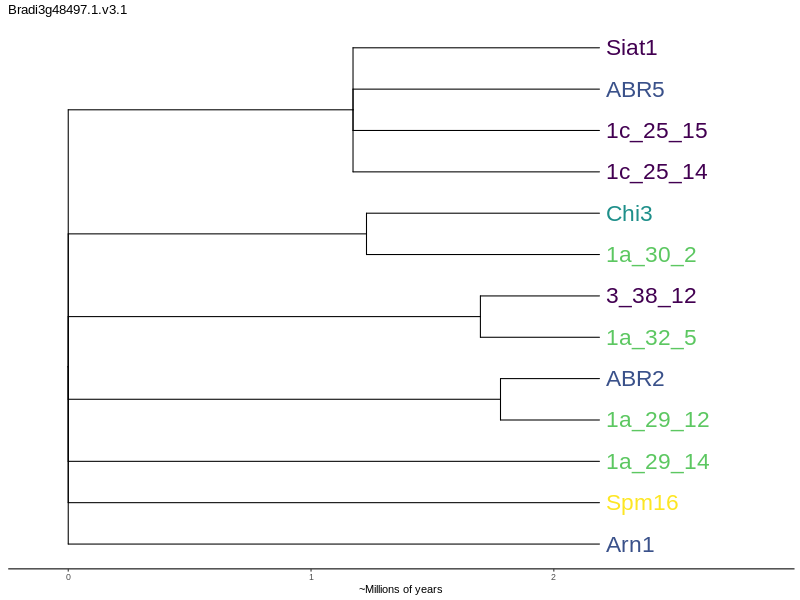 Bradi3g48497.1.v3.1
Siat1
ABR5
1c_25_15
1c_25_14
Chi3
1a_30_2
3_38_12
1a_32_5
ABR2
1a_29_12
1a_29_14
Spm16
Arn1
0 1 2
~Millions of years